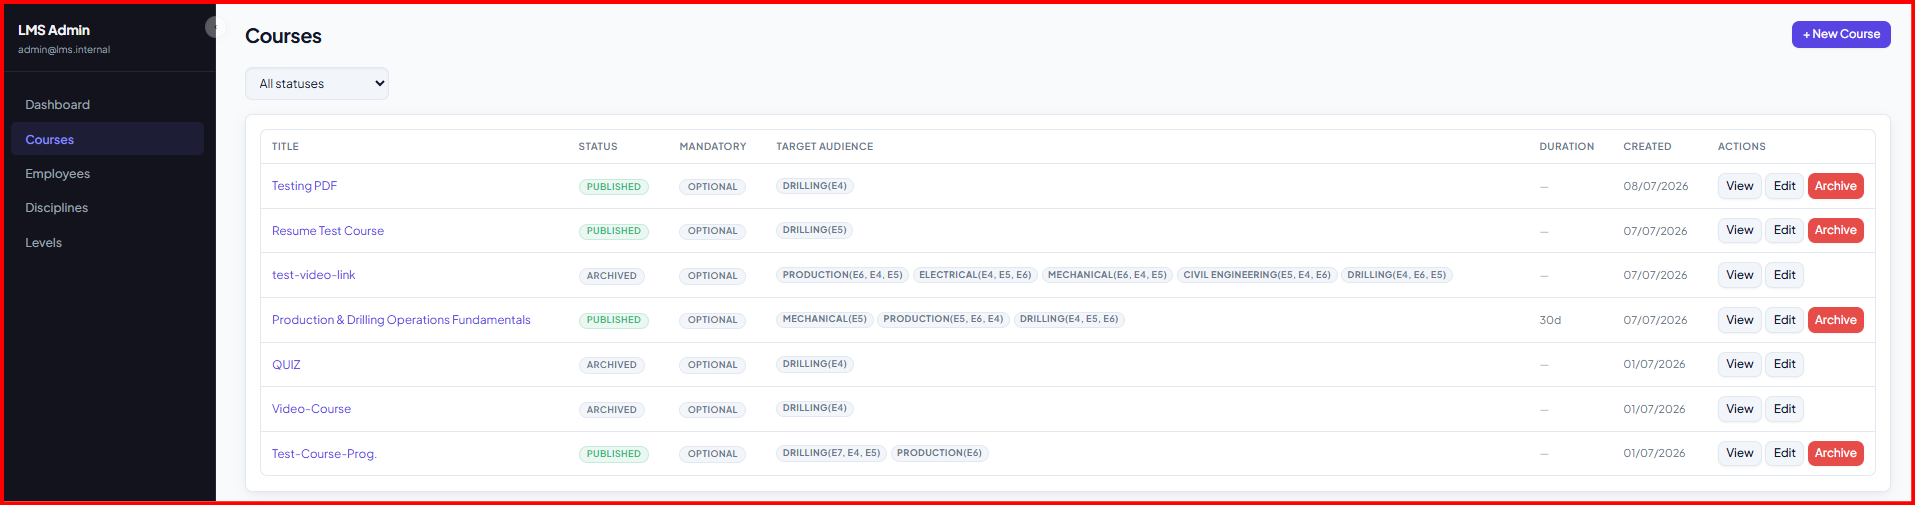 LMS Admin
admin@lms.internal
Dashboard
Courses
Employees
Disciplines
Levels
Courses
+ New Course
All statuses
TITLE STATUS MANDATORY TARGET AUDIENCE DURATION CREATED ACTIONS
Testing PDF PUBLISHED OPTIONAL DRILLING(E4) — 08/07/2026 View Edit Archive
Resume Test Course PUBLISHED OPTIONAL DRILLING(E5) — 07/07/2026 View Edit Archive
test-video-link ARCHIVED OPTIONAL PRODUCTION(E6, E4, E5) ELECTRICAL(E4, E5, E6) MECHANICAL(E6, E4, E5) CIVIL ENGINEERING(E5, E4, E6) DRILLING(E4, E6, E5) — 07/07/2026 View Edit
Production & Drilling Operations Fundamentals PUBLISHED OPTIONAL MECHANICAL(E5) PRODUCTION(E5, E6, E4) DRILLING(E4, E5, E6) 30d 07/07/2026 View Edit Archive
QUIZ ARCHIVED OPTIONAL DRILLING(E4) — 01/07/2026 View Edit
Video-Course ARCHIVED OPTIONAL DRILLING(E4) — 01/07/2026 View Edit
Test-Course-Prog. PUBLISHED OPTIONAL DRILLING(E7, E4, E5) PRODUCTION(E6) — 01/07/2026 View Edit Archive